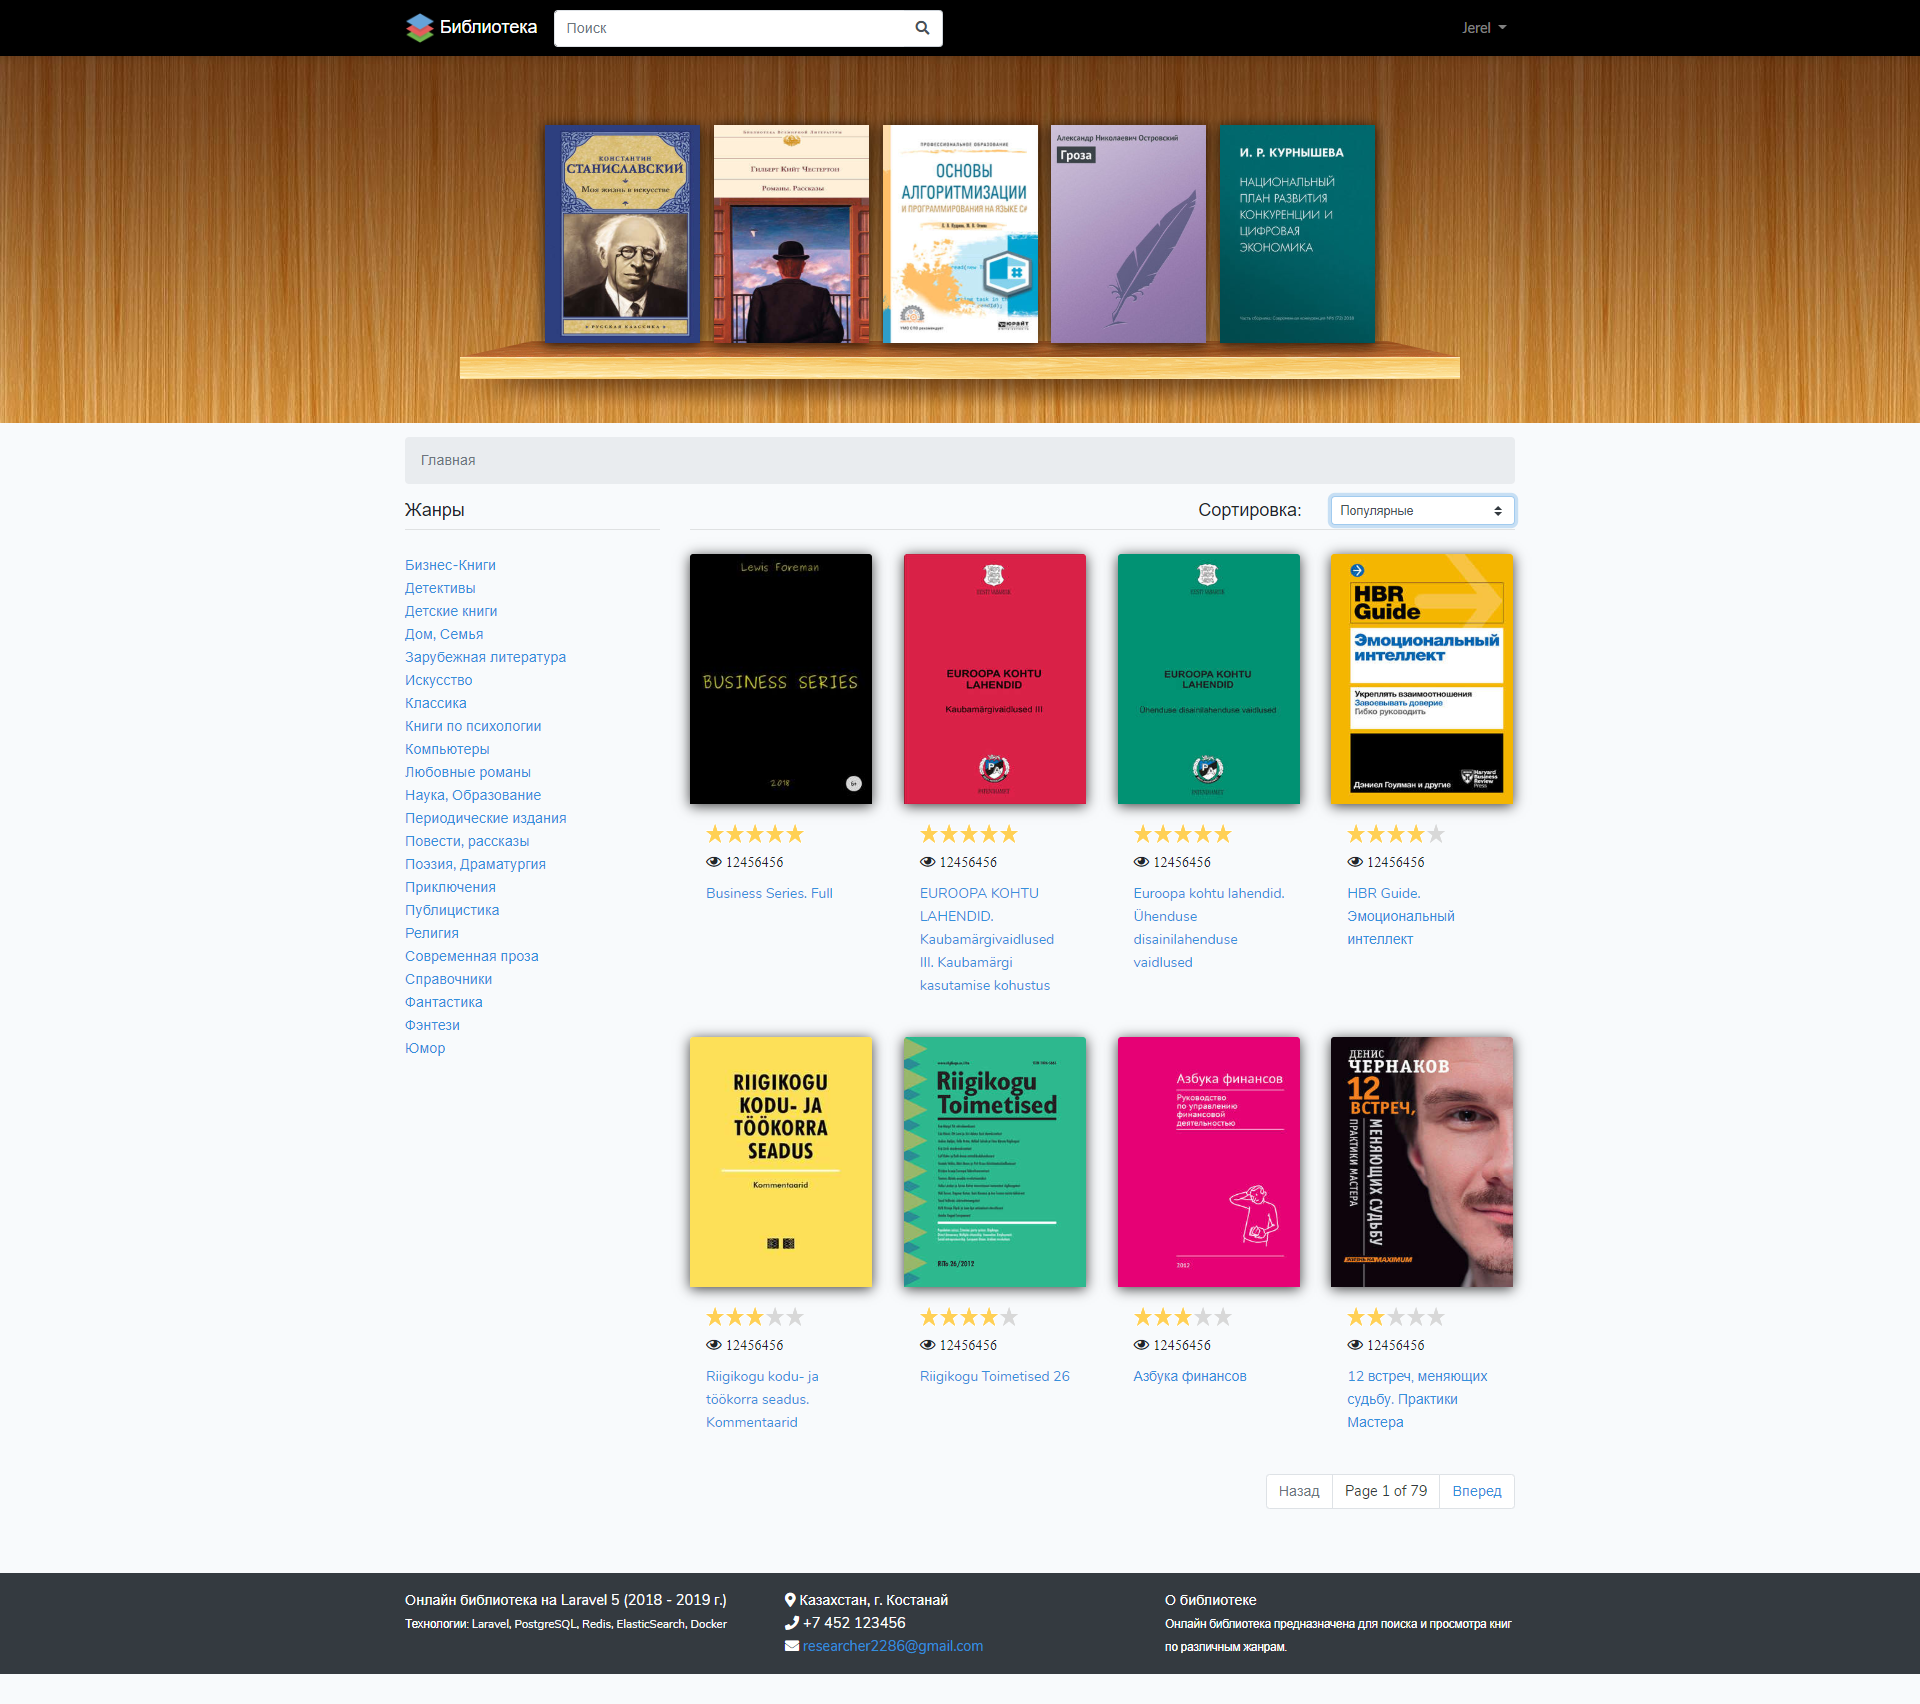 Библиотека
Поиск
Jerel
КОНСТАНТИН
СТАНИСЛАВСКИЙ
Моя жизнь в искусстве
РУССКАЯ КЛАССИКА
Библиотека Всемирной Литературы
Гилберт Кийт Честертон
Романы. Рассказы
ПРОФЕССИОНАЛЬНОЕ ОБРАЗОВАНИЕ
ОСНОВЫ
АЛГОРИТМИЗАЦИИ
И ПРОГРАММИРОВАНИЯ НА ЯЗЫКЕ
ЮРАЙТ
Александр Николаевич Островский
Гроза
И. Р. КУРНЫШЕВА
НАЦИОНАЛЬНЫЙ
ПЛАН РАЗВИТИЯ
КОНКУРЕНЦИИ И
ЦИФРОВАЯ
ЭКОНОМИКА
Главная
Жанры
Сортировка:
Популярные
Бизнес-Книги
Детективы
Детские книги
Дом, Семья
Зарубежная литература
Искусство
Классика
Книги по психологии
Компьютеры
Любовные романы
Наука, Образование
Периодические издания
Повести, рассказы
Поэзия, Драматургия
Приключения
Публицистика
Религия
Современная проза
Справочники
Фантастика
Фэнтези
Юмор
Lewis Foreman
BUSINESS SERIES
2018
6+
12456456
Business Series. Full
EUROOPA KOHTU
LAHENDID
Kaubamärgivaidlused III
12456456
EUROOPA KOHTU
LAHENDID.
Kaubamärgivaidlused
III. Kaubamärgi
kasutamise kohustus
EUROOPA KOHTU
LAHENDID
Ühenduse disainilahenduse vaidlused
12456456
Euroopa kohtu lahendid.
Ühenduse
disainilahenduse
vaidlused
HBR
Guide
Эмоциональный
интеллект
Укреплять взаимоотношения
Завоевывать доверие
Гибко руководить
Дэниел Гоулман и другие
Harvard
Business
Review
Press
12456456
HBR Guide.
Эмоциональный
интеллект
RIIGIKOGU
KODU- JA
TÖÖKORRA
SEADUS
Kommentaarid
12456456
Riigikogu kodu- ja
töökorra seadus.
Kommentaarid
Riigikogu
Toimetised
26/2012
12456456
Riigikogu Toimetised 26
Азбука финансов
Руководство
по управлению
финансовой
деятельностью
2012
12456456
Азбука финансов
ДЕНИС
ЧЕРНАКОВ
12
ВСТРЕЧ,
МЕНЯЮЩИХ СУДЬБУ
ПРАКТИКИ МАСТЕРА
ЖИЗНЬ НА MAXIMUM
12456456
12 встреч, меняющих
судьбу. Практики
Мастера
Назад
Page 1 of 79
Вперед
Онлайн библиотека на Laravel 5 (2018 - 2019 г.)
Технологии: Laravel, PostgreSQL, Redis, ElasticSearch, Docker
Казахстан, г. Костанай
+7 452 123456
researcher2286@gmail.com
О библиотеке
Онлайн библиотека предназначена для поиска и просмотра книг
по различным жанрам.